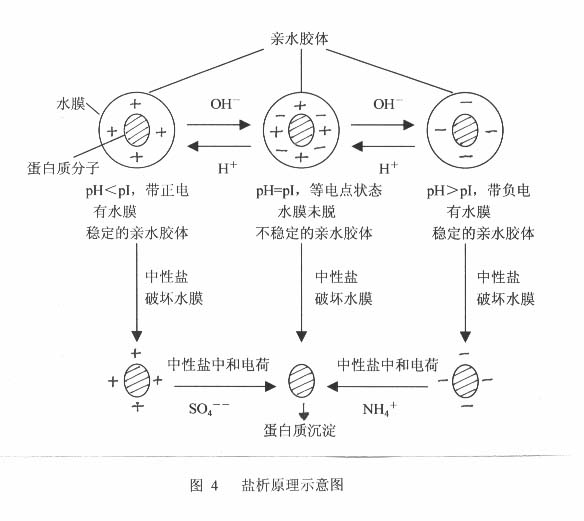 亲水胶体
水膜
OH⁻
OH⁻
H⁺
H⁺
蛋白质分子
pH<pI，带正电
有水膜
稳定的亲水胶体
pH=pI，等电点状态
水膜未脱
不稳定的亲水胶体
pH>pI，带负电
有水膜
稳定的亲水胶体
中性盐
破坏水膜
中性盐
破坏水膜
中性盐
破坏水膜
中性盐中和电荷
SO₄⁻⁻
中性盐中和电荷
NH₄⁺
蛋白质沉淀
图 4 盐析原理示意图